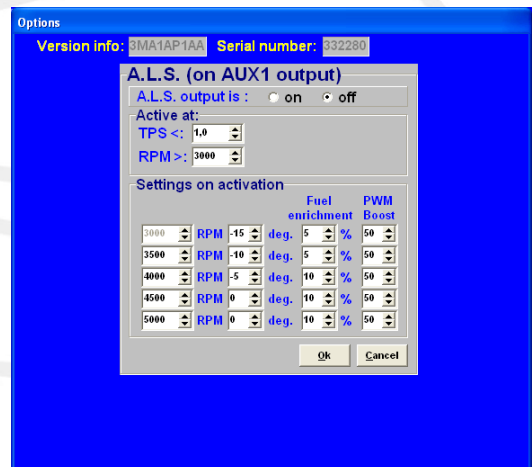 Options
Version info: 3MA1AP1AA Serial number: 332280
A.L.S. (on AUX1 output)
A.L.S. output is : on off
Active at:
TPS <: 1,0
RPM >: 3000
Settings on activation
Fuel PWM
enrichment Boost
3000 RPM -15 deg. 5 % 50
3500 RPM -10 deg. 5 % 50
4000 RPM -5 deg. 10 % 50
4500 RPM 0 deg. 10 % 50
5000 RPM 0 deg. 10 % 50
Ok Cancel